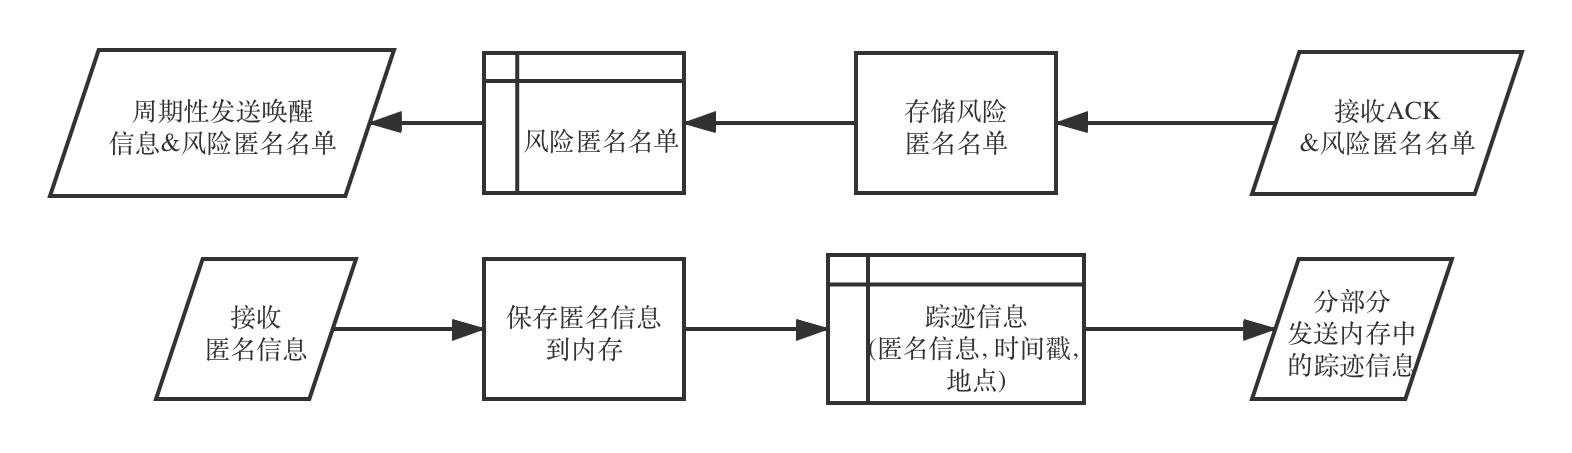 周期性发送唤醒
信息&风险匿名名单
风险匿名名单
存储风险
匿名名单
接收ACK
&风险匿名名单
接收
匿名信息
保存匿名信息
到内存
踪迹信息
(匿名信息, 时间戳,
地点)
分部分
发送内存中
的踪迹信息